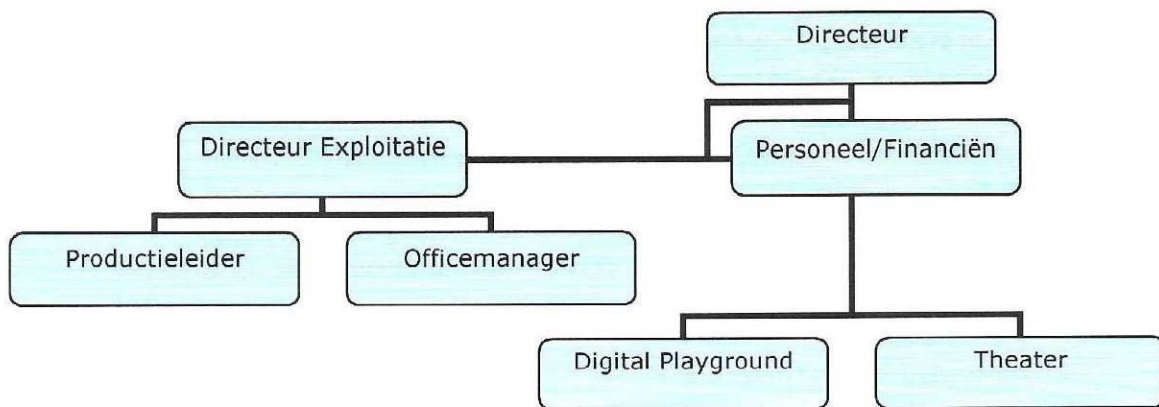 Directeur
Directeur Exploitatie
Personeel/Financiën
Productieleider
Officemanager
Digital Playground
Theater